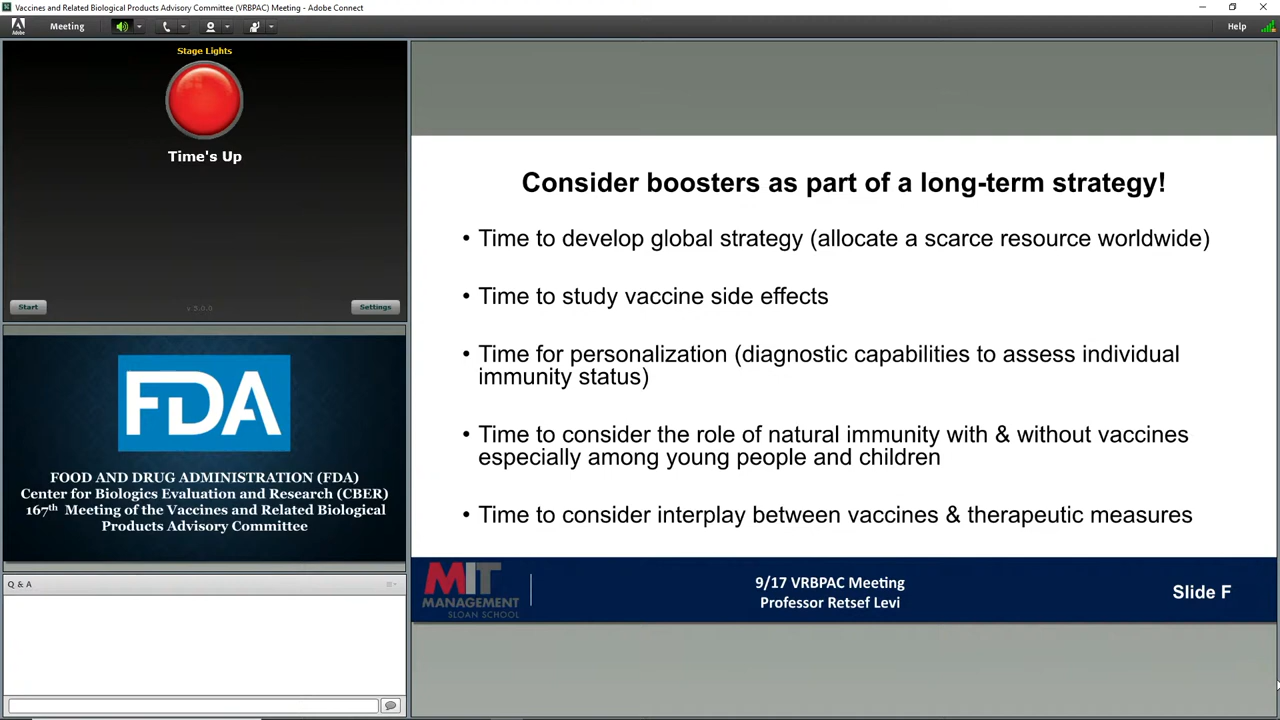 Vaccines and Related Biological Products Advisory Committee (VRBPAC) Meeting - Adobe Connect
Adobe
Meeting
Help
Stage Lights
Time's Up
Start
v 5.0.0
Settings
FDA
FOOD AND DRUG ADMINISTRATION (FDA)
Center for Biologics Evaluation and Research (CBER)
167th Meeting of the Vaccines and Related Biological
Products Advisory Committee
Q & A
Consider boosters as part of a long-term strategy!
• Time to develop global strategy (allocate a scarce resource worldwide)
• Time to study vaccine side effects
• Time for personalization (diagnostic capabilities to assess individual
immunity status)
• Time to consider the role of natural immunity with & without vaccines
especially among young people and children
• Time to consider interplay between vaccines & therapeutic measures
MIT
MANAGEMENT
SLOAN SCHOOL
9/17 VRBPAC Meeting
Professor Retsef Levi
Slide F